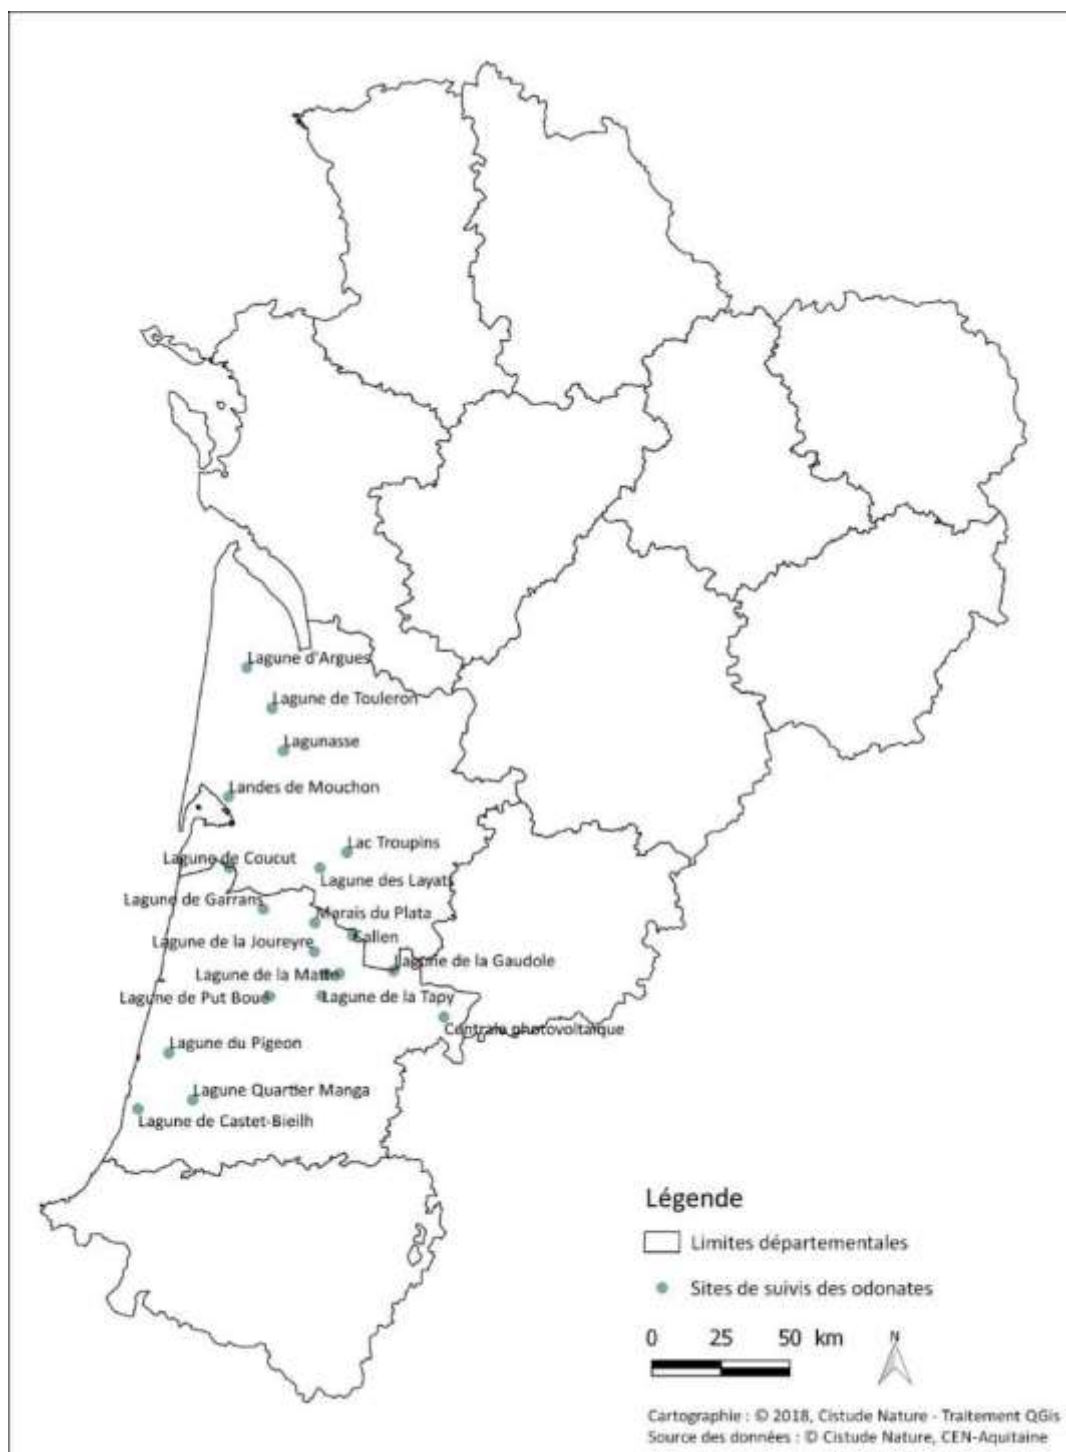 Lagune d'Argues
Lagune de Touleron
Lagunasse
Landes de Mouchon
Lac Troupins
Lagune de Coucut
Lagune des Layats
Lagune de Garrans
Marais du Plata
Callen
Lagune de la Joureyre
Lagune de la Gaudole
Lagune de la Matte
Lagune de Put Boué
Lagune de la Tapy
Centrale photovoltaïque
Lagune du Pigeon
Lagune Quartier Manga
Lagune de Castet-Bieilh
Légende
Limites départementales
Sites de suivis des odonates
0 25 50 km
N
Cartographie : © 2018, Cistude Nature - Traitement QGis
Source des données : © Cistude Nature, CEN-Aquitaine